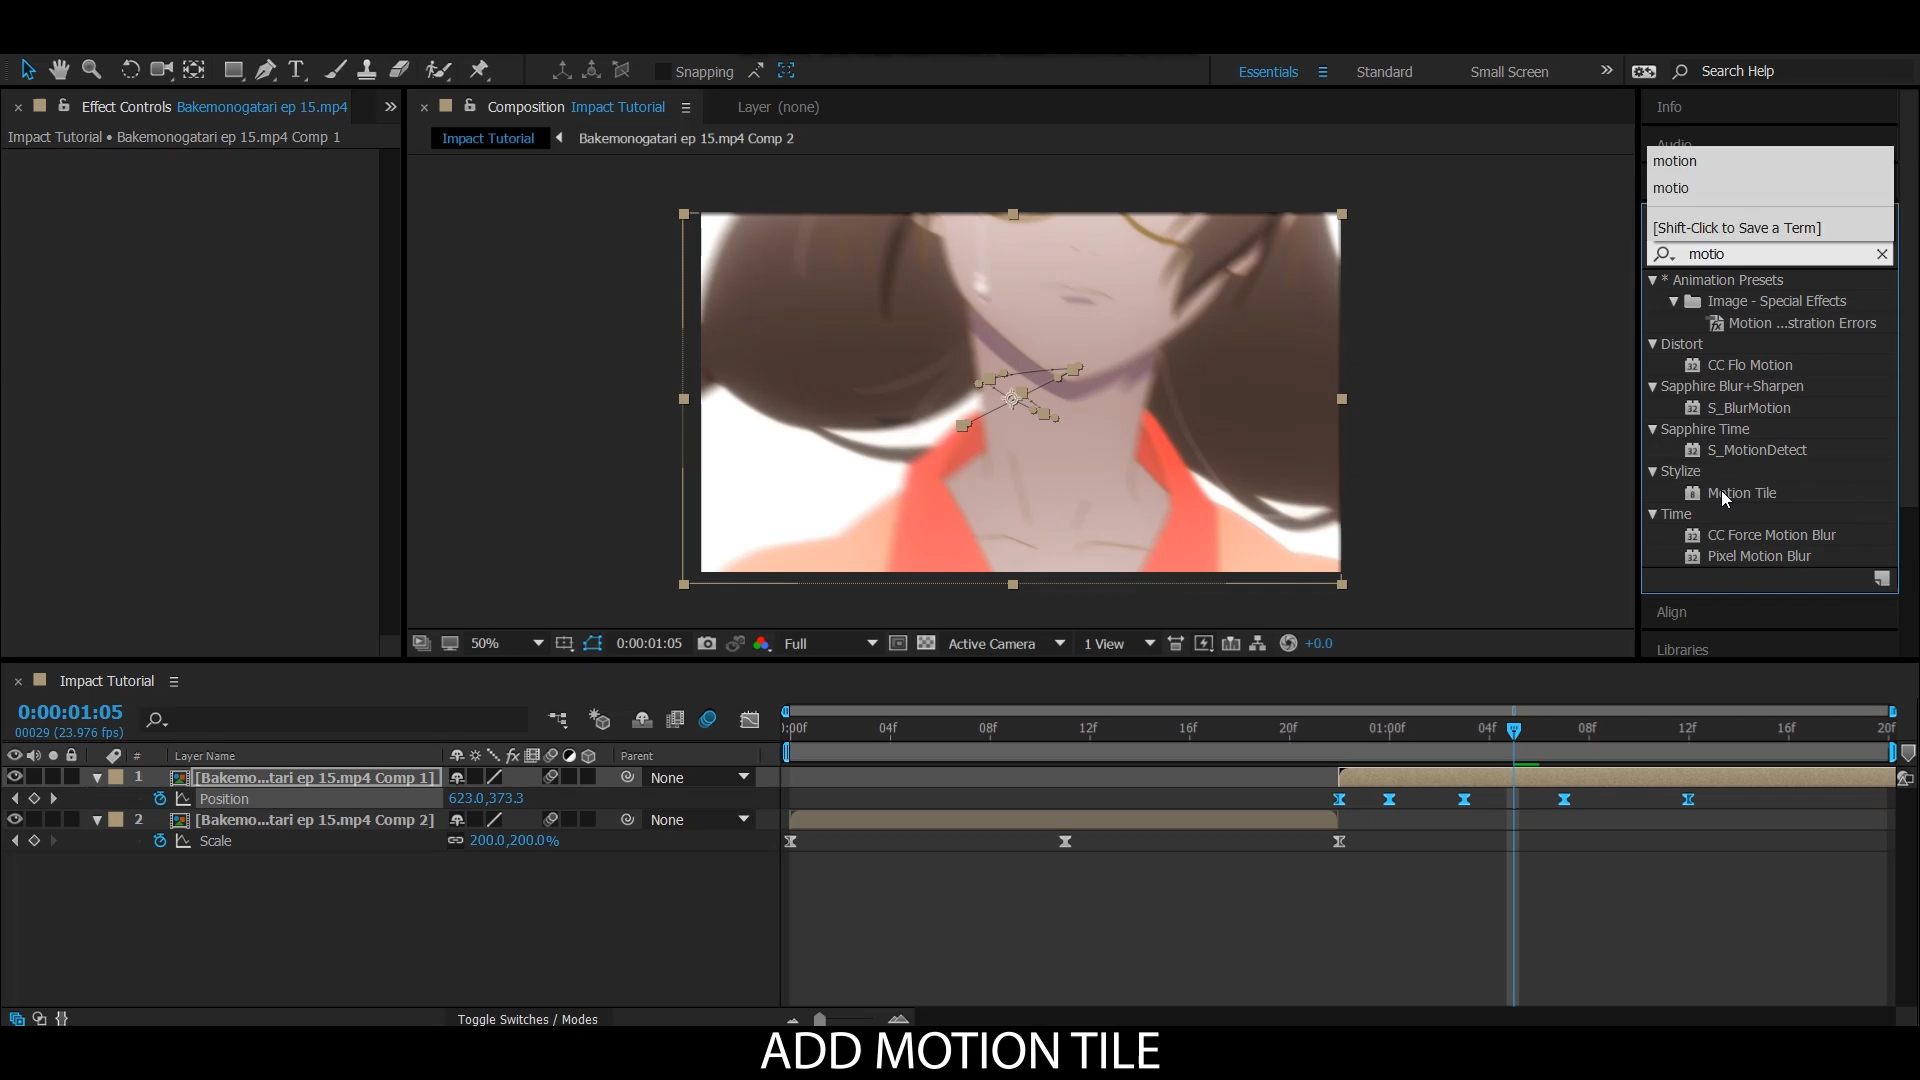 Snapping
Essentials
Standard
Small Screen
Search Help
Effect Controls Bakemonogatari ep 15.mp4
Composition Impact Tutorial
Layer (none)
Info
Impact Tutorial • Bakemonogatari ep 15.mp4 Comp 1
Impact Tutorial
Bakemonogatari ep 15.mp4 Comp 2
Audio
motion
motio
[Shift-Click to Save a Term]
motio
* Animation Presets
Image - Special Effects
Motion ...stration Errors
Distort
CC Flo Motion
Sapphire Blur+Sharpen
S_BlurMotion
Sapphire Time
S_MotionDetect
Stylize
Motion Tile
Time
CC Force Motion Blur
Pixel Motion Blur
Align
Libraries
50%
0:00:01:05
Full
Active Camera
1 View
+0.0
Impact Tutorial
0:00:01:05
00029 (23.976 fps)
):00f 04f 08f 12f 16f 20f 01:00f 04f 08f 12f 16f 20f
# Layer Name
Parent
1 [Bakemo...tari ep 15.mp4 Comp 1]
None
Position
623.0,373.3
2 [Bakemo...tari ep 15.mp4 Comp 2]
None
Scale
200.0,200.0%
Toggle Switches / Modes
ADD MOTION TILE